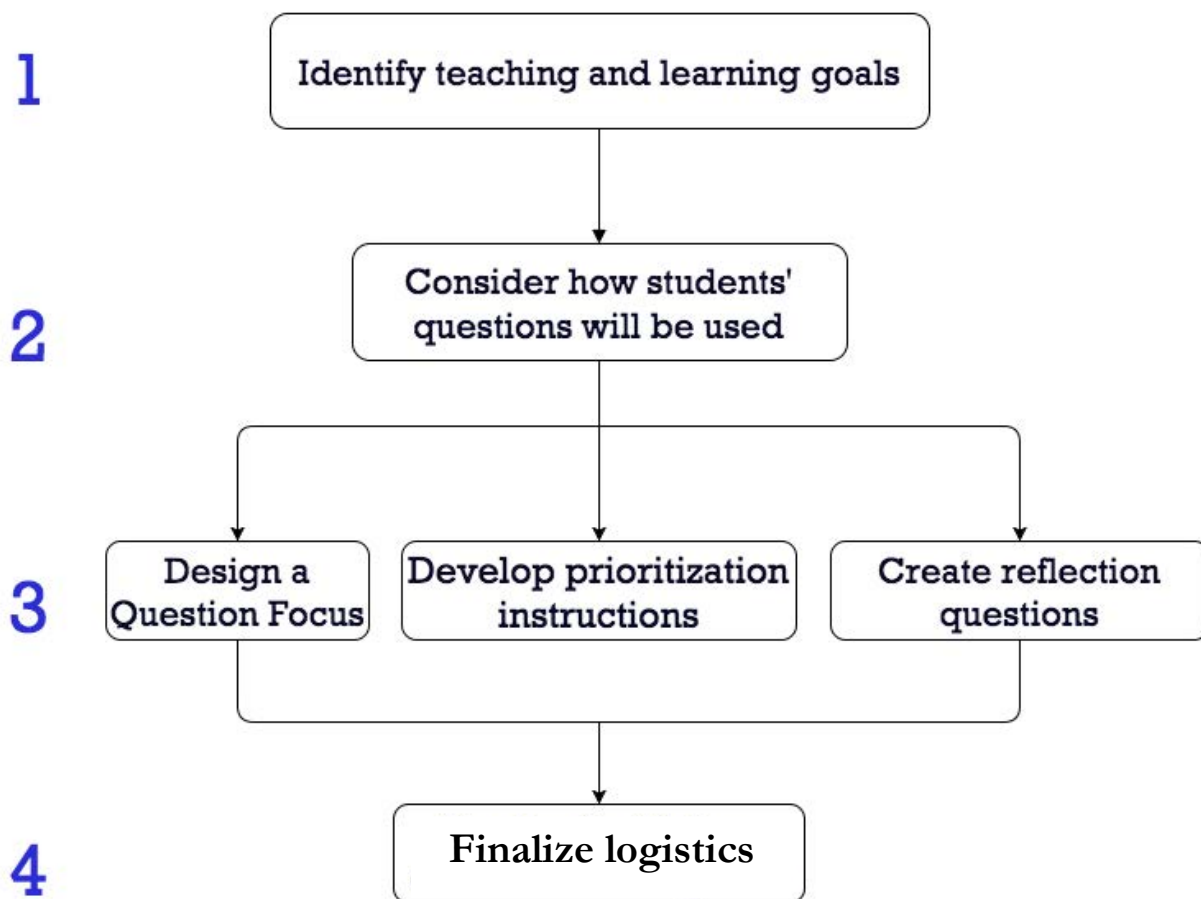 1
Identify teaching and learning goals
2
Consider how students'
questions will be used
3
Design a
Question Focus
Develop prioritization
instructions
Create reflection
questions
4
Finalize logistics